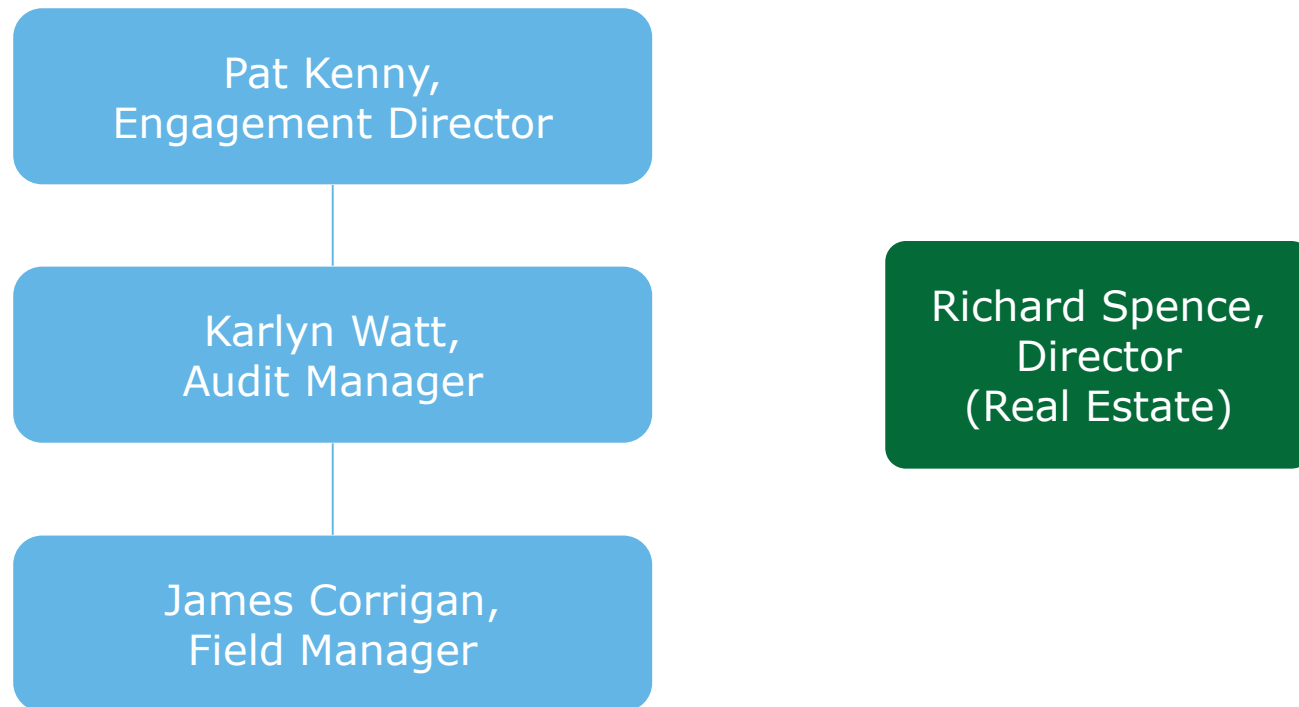 Pat Kenny,
Engagement Director
Karlyn Watt,
Audit Manager
Richard Spence,
Director
(Real Estate)
James Corrigan,
Field Manager